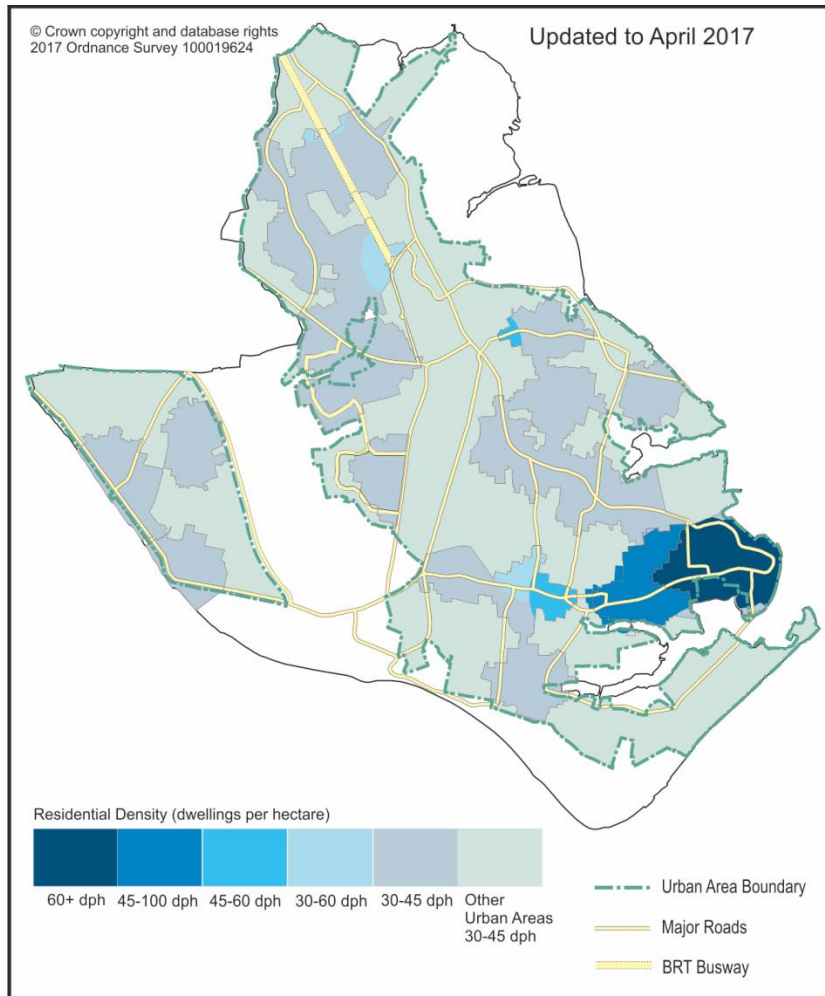 © Crown copyright and database rights
2017 Ordnance Survey 100019624
Updated to April 2017
Residential Density (dwellings per hectare)
60+ dph
45-100 dph
45-60 dph
30-60 dph
30-45 dph
Other
Urban Areas
30-45 dph
Urban Area Boundary
Major Roads
BRT Busway